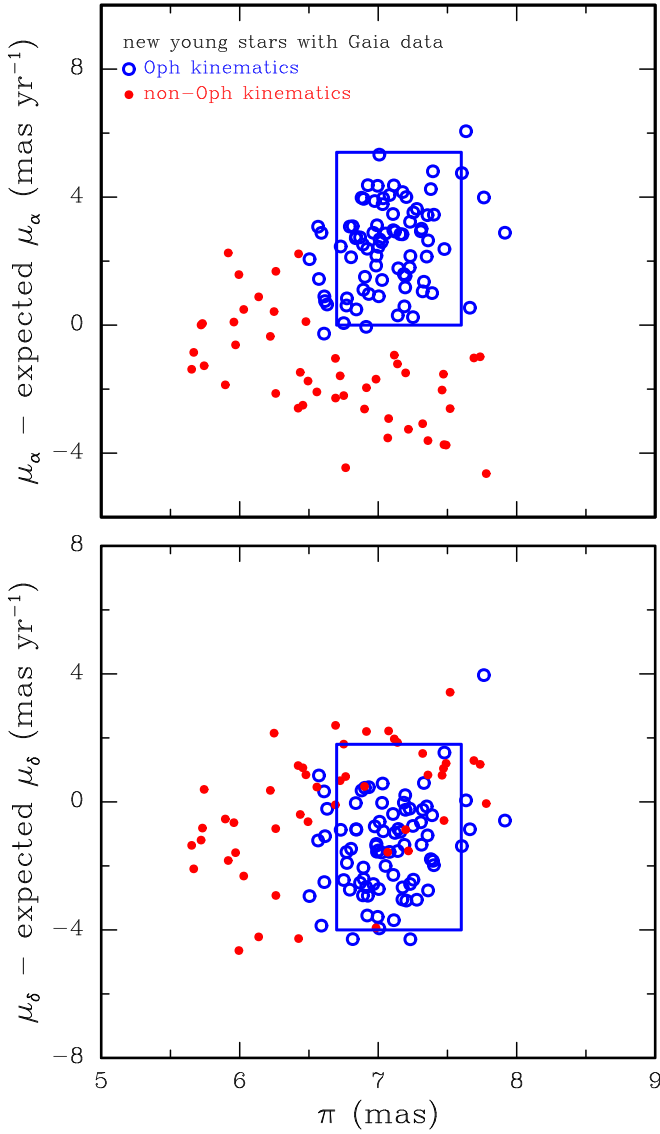 new young stars with Gaia data
Oph kinematics
non-Oph kinematics
8
4
0
−4
μα − expected μα (mas yr⁻¹)
8
4
0
−4
−8
μδ − expected μδ (mas yr⁻¹)
5 6 7 8 9
π (mas)